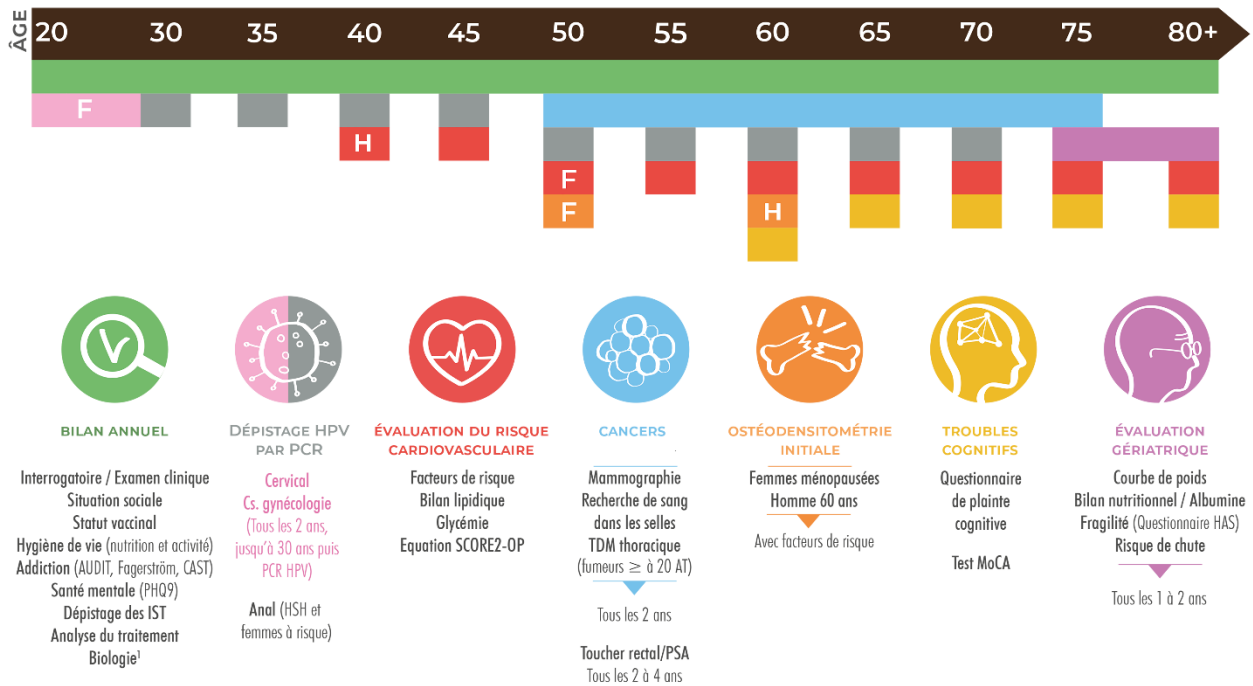 ÂGE
20 30 35 40 45 50 55 60 65 70 75 80+
F
H
F
F H
BILAN ANNUEL
Interrogatoire / Examen clinique
Situation sociale
Statut vaccinal
Hygiène de vie (nutrition et activité)
Addiction (AUDIT, Fagerström, CAST)
Santé mentale (PHQ9)
Dépistage des IST
Analyse du traitement
Biologie¹
DÉPISTAGE HPV
PAR PCR
Cervical
Cs. gynécologie
(Tous les 2 ans,
jusqu'à 30 ans puis
PCR HPV)
Anal (HSH et
femmes à risque)
ÉVALUATION DU RISQUE
CARDIOVASCULAIRE
Facteurs de risque
Bilan lipidique
Glycémie
Equation SCORE2-OP
CANCERS
Mammographie
Recherche de sang
dans les selles
TDM thoracique
(fumeurs ≥ à 20 AT)
Tous les 2 ans
Toucher rectal/PSA
Tous les 2 à 4 ans
OSTÉODENSITOMÉTRIE
INITIALE
Femmes ménopausées
Homme 60 ans
Avec facteurs de risque
TROUBLES
COGNITIFS
Questionnaire
de plainte
cognitive
Test MoCA
ÉVALUATION
GÉRIATRIQUE
Courbe de poids
Bilan nutritionnel / Albumine
Fragilité (Questionnaire HAS)
Risque de chute
Tous les 1 à 2 ans